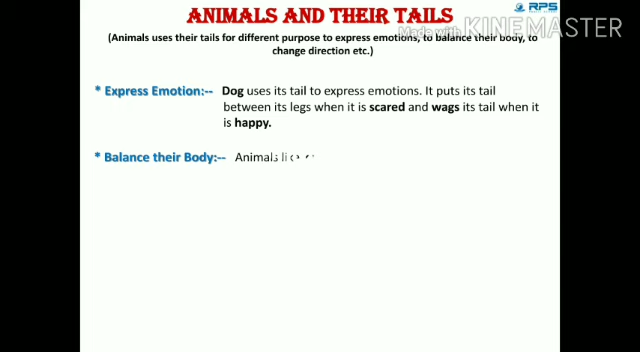 ANIMALS AND THEIR TAILS
RPS
Made with KINEMASTER
(Animals uses their tails for different purpose to express emotions, to balance their body, to
change direction etc.)
* Express Emotion:-- Dog uses its tail to express emotions. It puts its tail
between its legs when it is scared and wags its tail when it
is happy.
* Balance their Body:-- Animals